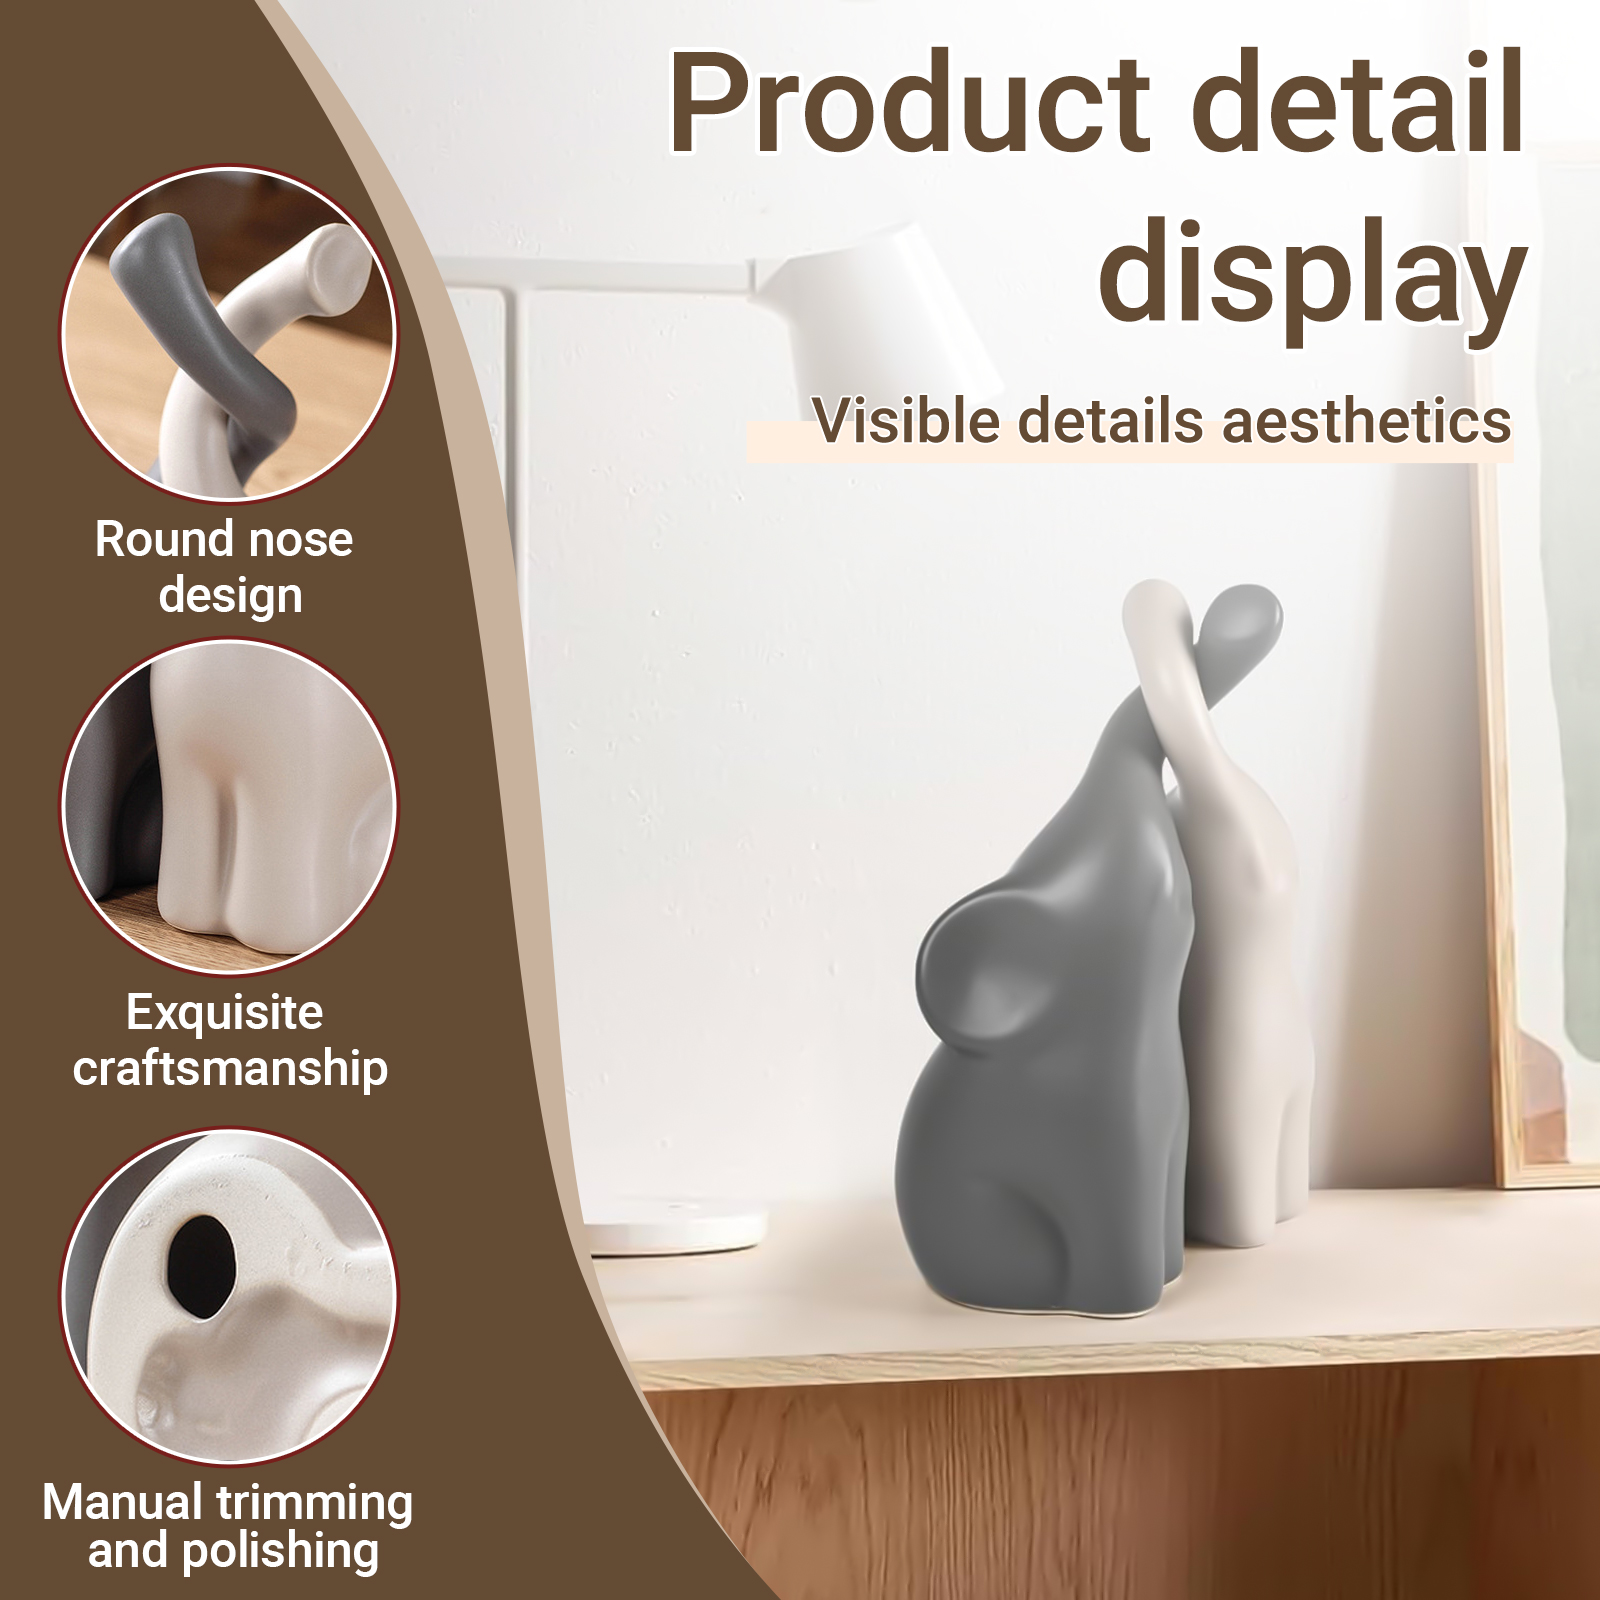 Product detail
display
Visible details aesthetics
Round nose
design
Exquisite
craftsmanship
Manual trimming
and polishing